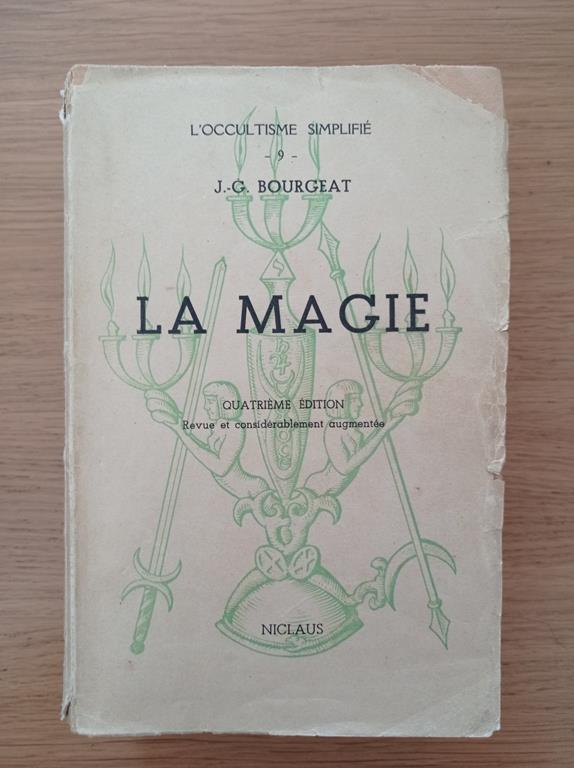 L'OCCULTISME SIMPLIFIÉ
- 9 -
J.-G. BOURGEAT
LA MAGIE
QUATRIÈME ÉDITION
Revue et considérablement augmentée
NICLAUS